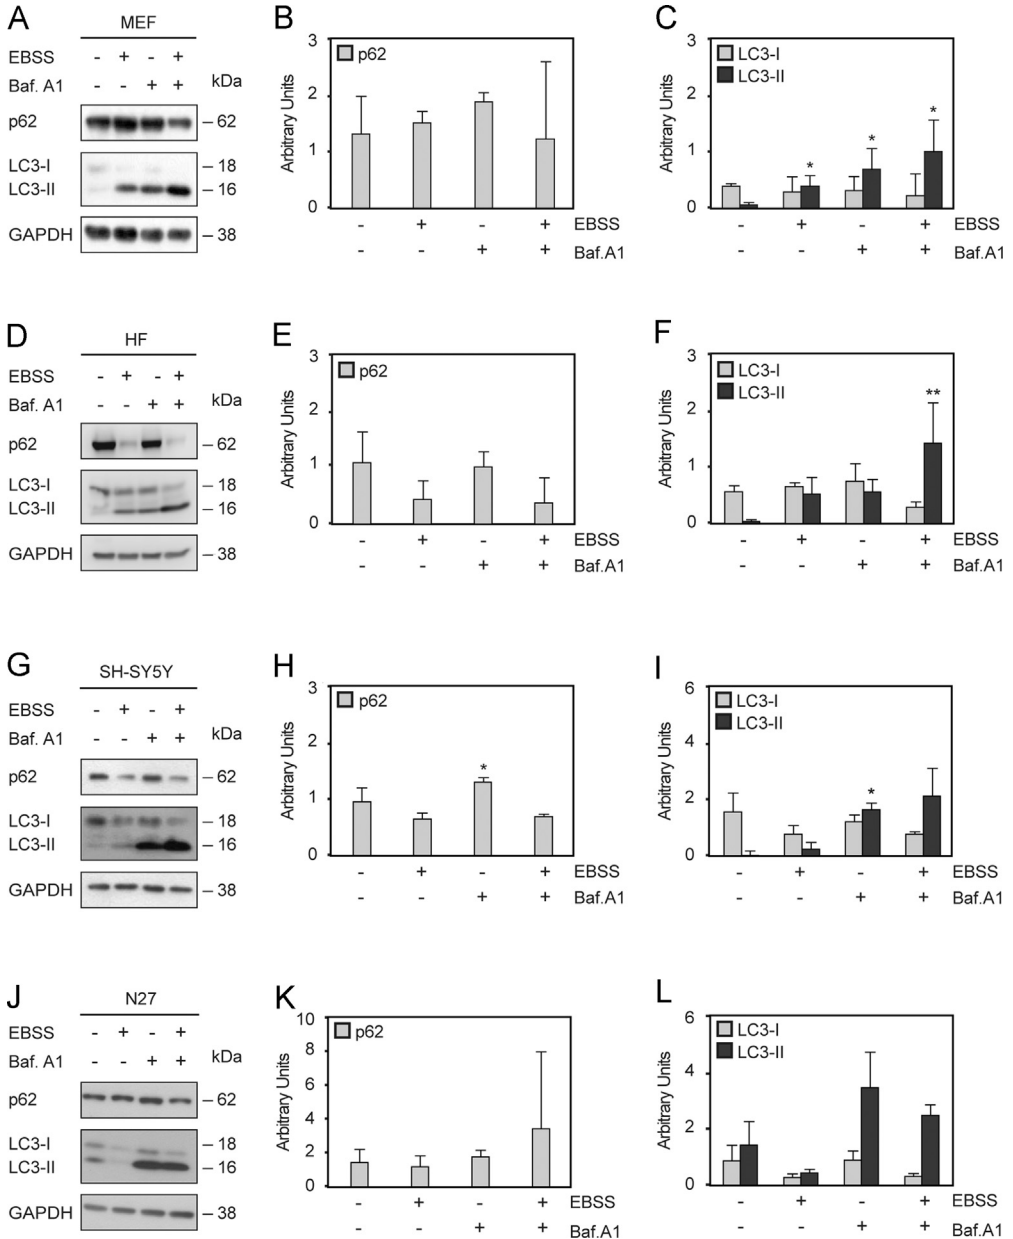 A
MEF
EBSS - + - +
Baf. A1 - - + + kDa
p62 – 62
LC3-I – 18
LC3-II – 16
GAPDH – 38
B
p62
Arbitrary Units
3
2
1
0
- + - + EBSS
- - + + Baf.A1
C
LC3-I
LC3-II
Arbitrary Units
3
2
1
0
* * *
- + - + EBSS
- - + + Baf.A1
D
HF
EBSS - + - +
Baf. A1 - - + + kDa
p62 – 62
LC3-I – 18
LC3-II – 16
GAPDH – 38
E
p62
Arbitrary Units
3
2
1
0
- + - + EBSS
- - + + Baf.A1
F
LC3-I
LC3-II
Arbitrary Units
3
2
1
0
**
- + - + EBSS
- - + + Baf.A1
G
SH-SY5Y
EBSS - + - +
Baf. A1 - - + + kDa
p62 – 62
LC3-I – 18
LC3-II – 16
GAPDH – 38
H
p62
Arbitrary Units
3
2
1
0
*
- + - + EBSS
- - + + Baf.A1
I
LC3-I
LC3-II
Arbitrary Units
6
4
2
0
*
- + - + EBSS
- - + + Baf.A1
J
N27
EBSS - + - +
Baf. A1 - - + + kDa
p62 – 62
LC3-I – 18
LC3-II – 16
GAPDH – 38
K
p62
Arbitrary Units
10
8
6
4
2
0
- + - + EBSS
- - + + Baf.A1
L
LC3-I
LC3-II
Arbitrary Units
6
4
2
0
- + - + EBSS
- - + + Baf.A1